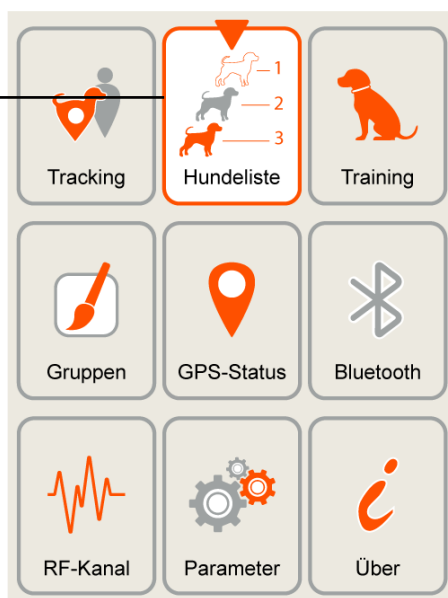 1
2
3
Tracking
Hundeliste
Training
Gruppen
GPS-Status
Bluetooth
RF-Kanal
Parameter
Über